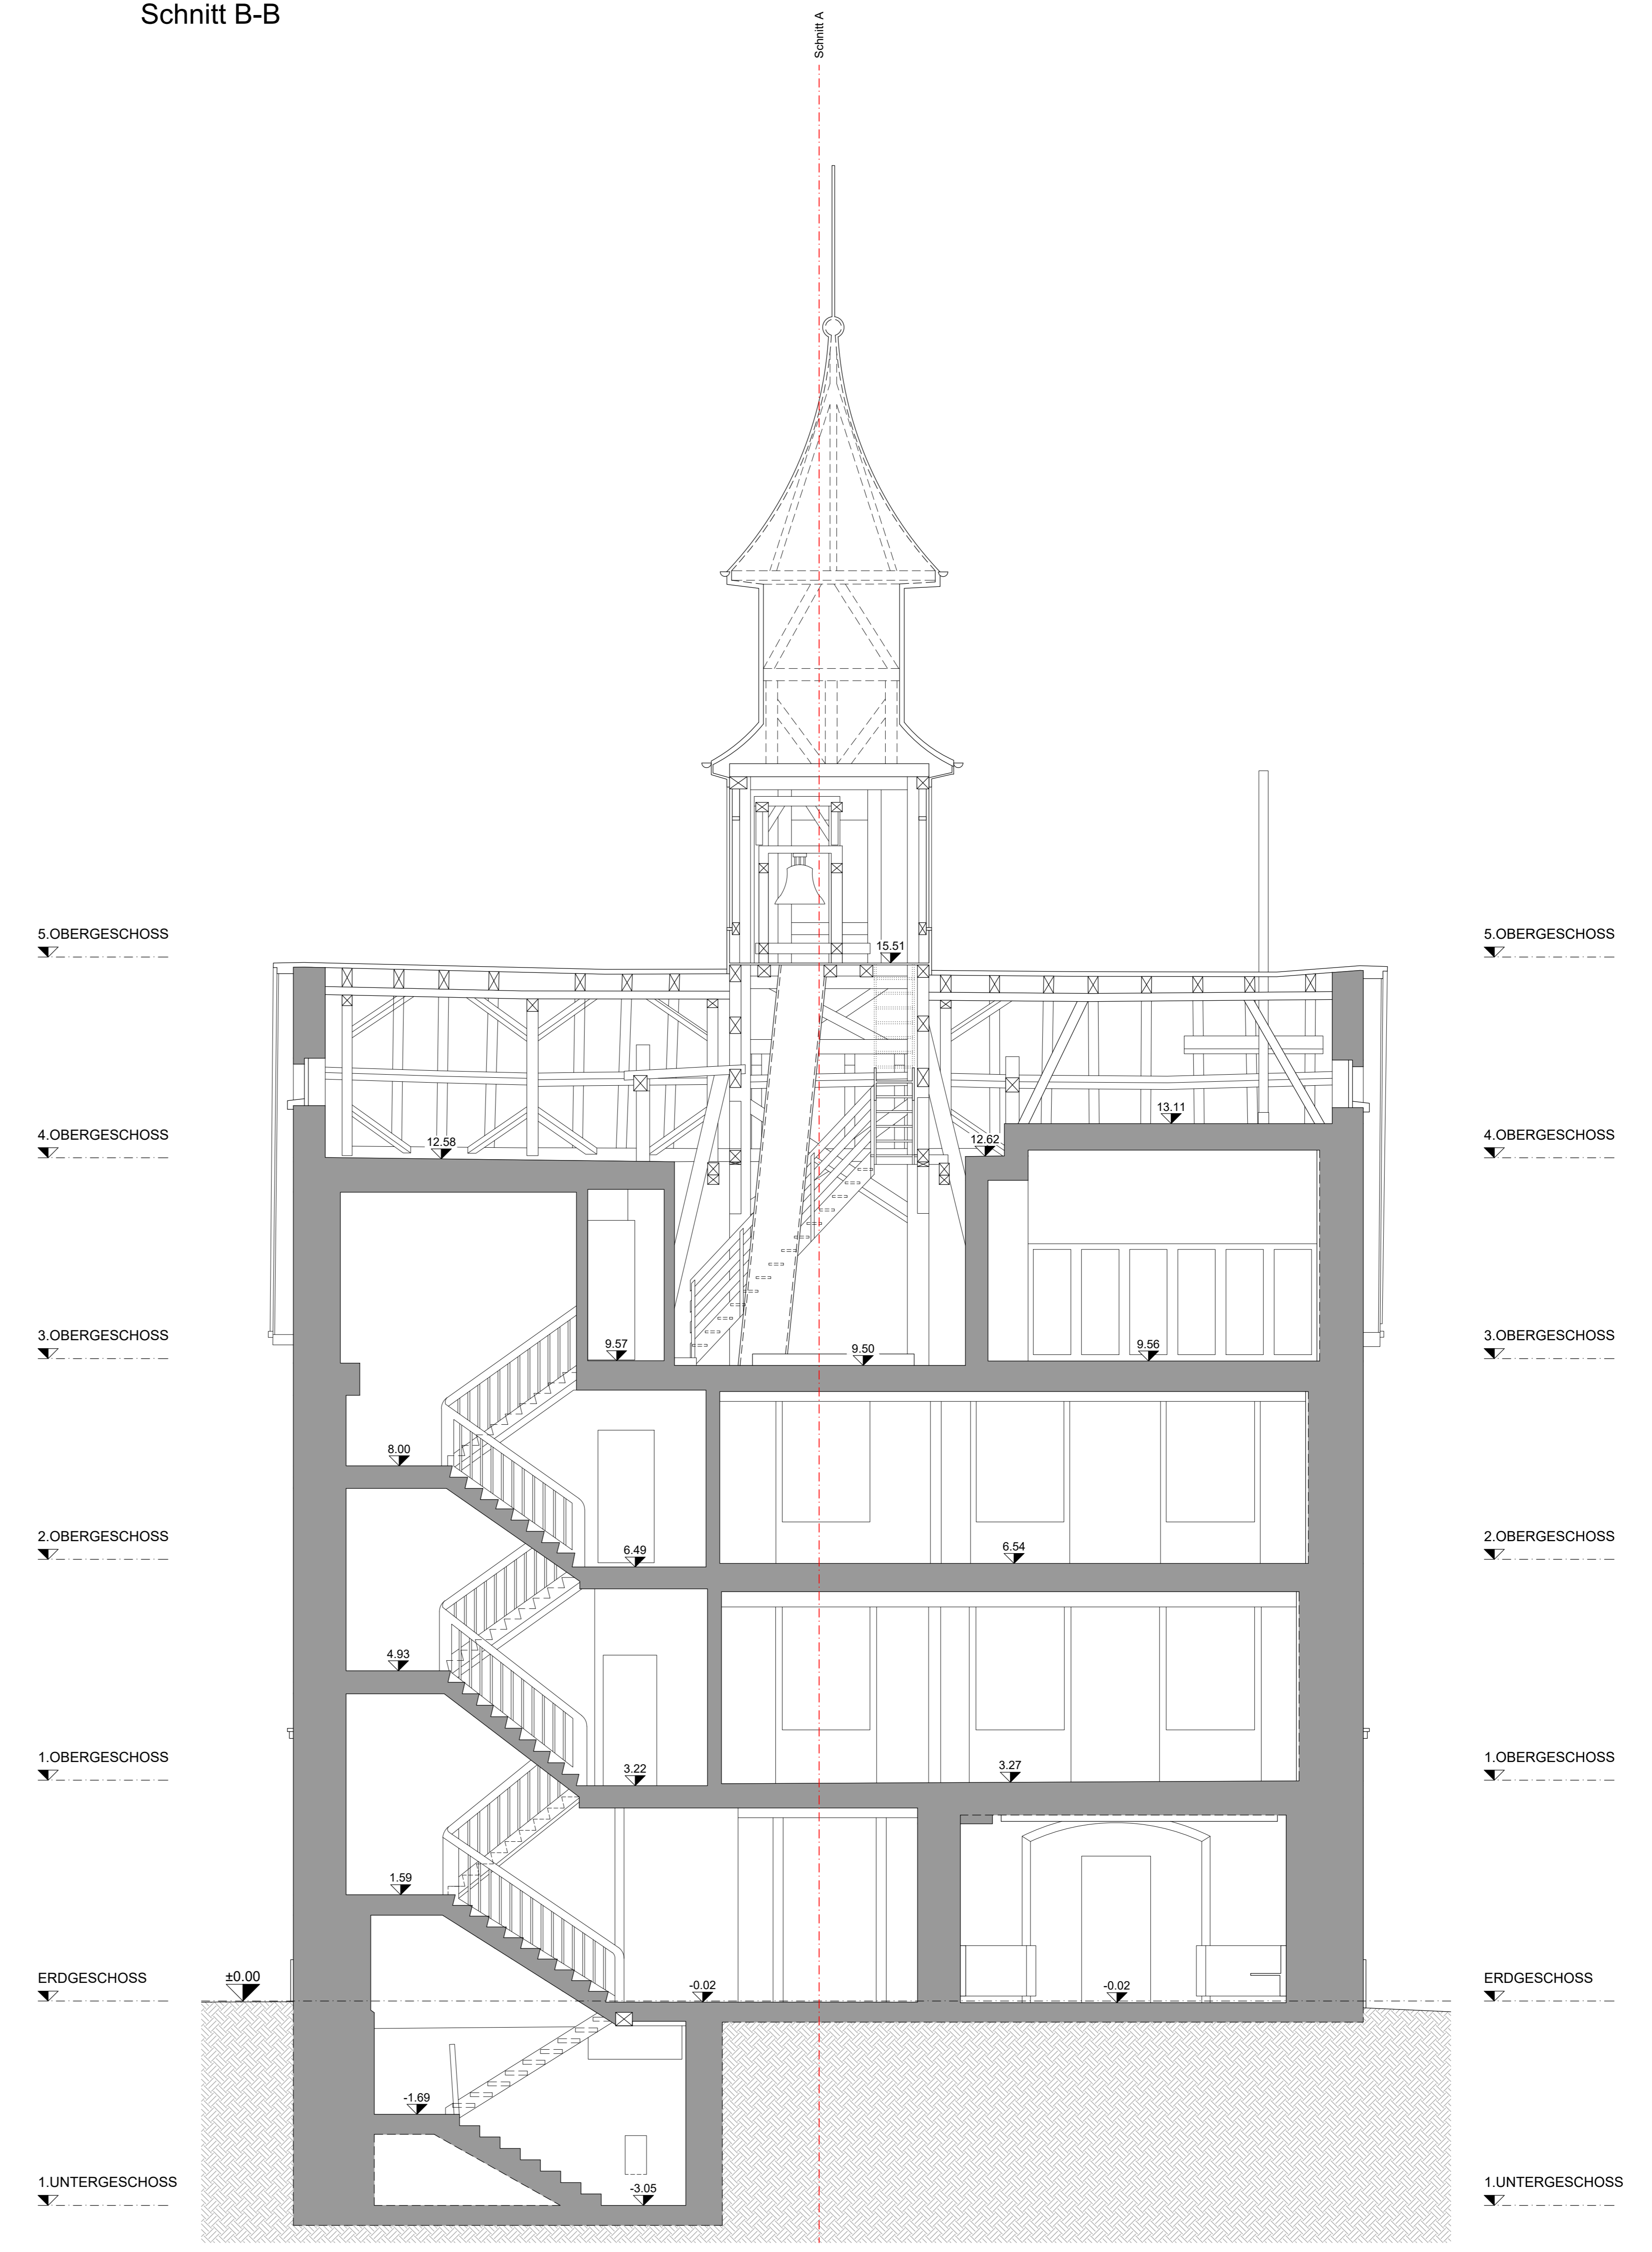 Schnitt B-B
Schnitt A
5.OBERGESCHOSS
5.OBERGESCHOSS
15.51
4.OBERGESCHOSS
4.OBERGESCHOSS
13.11
12.58
12.62
3.OBERGESCHOSS
3.OBERGESCHOSS
9.57
9.50
9.56
8.00
2.OBERGESCHOSS
2.OBERGESCHOSS
6.49
6.54
4.93
1.OBERGESCHOSS
1.OBERGESCHOSS
3.22
3.27
1.59
ERDGESCHOSS
±0.00
-0.02
-0.02
ERDGESCHOSS
-1.69
1.UNTERGESCHOSS
-3.05
1.UNTERGESCHOSS